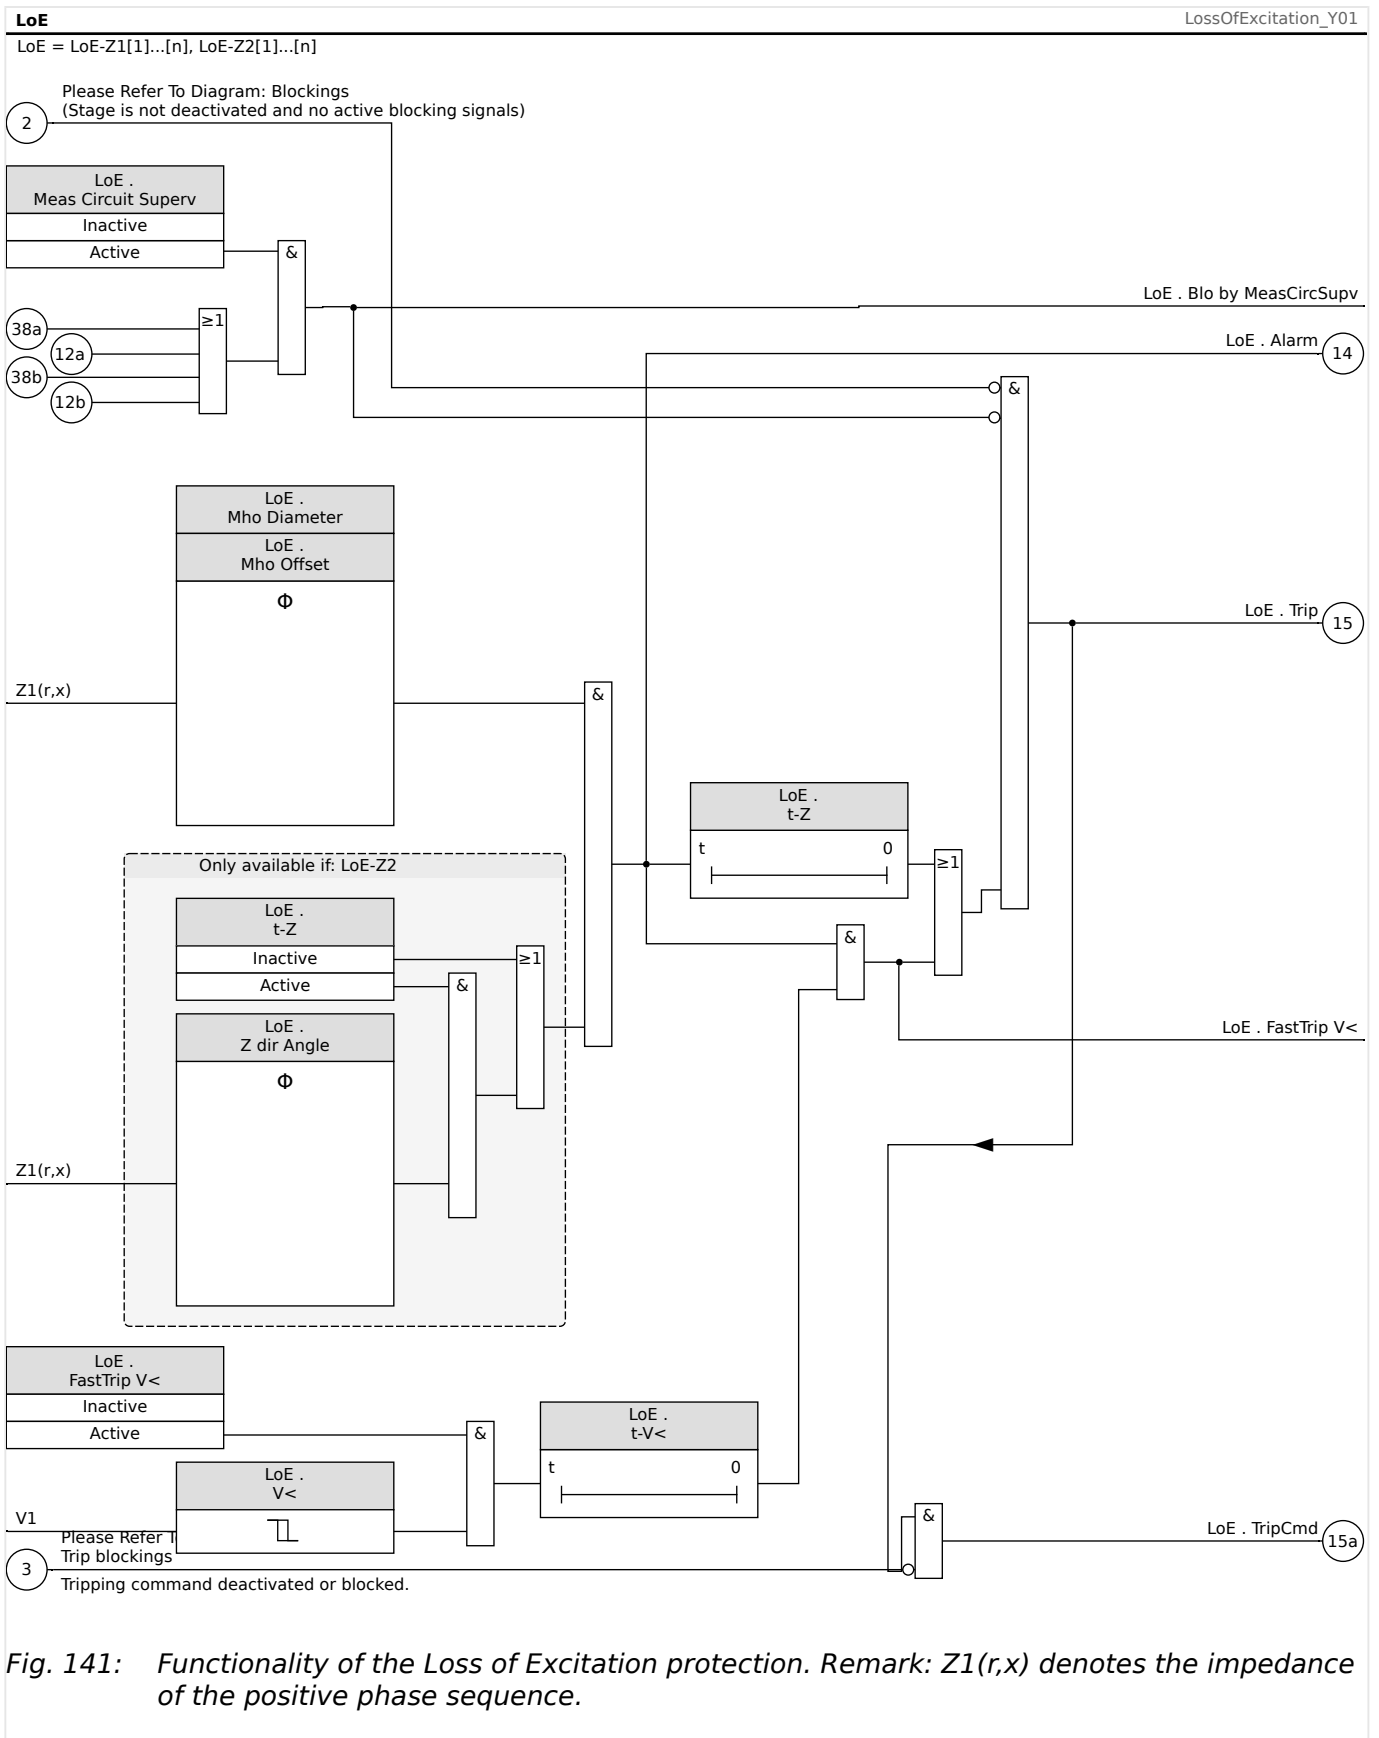 LoE
LossOfExcitation_Y01
LoE = LoE-Z1[1]...[n], LoE-Z2[1]...[n]
Please Refer To Diagram: Blockings
(Stage is not deactivated and no active blocking signals)
2
LoE .
Meas Circuit Superv
Inactive
Active
&
LoE . Blo by MeasCircSupv
38a
≥1
12a
38b
12b
LoE . Alarm
14
&
LoE .
Mho Diameter
LoE .
Mho Offset
Φ
LoE . Trip
15
Z1(r,x)
&
LoE .
t-Z
t
0
≥1
Only available if: LoE-Z2
LoE .
t-Z
Inactive
Active
≥1
&
&
LoE .
Z dir Angle
Φ
LoE . FastTrip V<
Z1(r,x)
LoE .
FastTrip V<
Inactive
Active
&
LoE .
t-V<
t
0
LoE .
V<
V1
Please Refer
Trip blockings
3
Tripping command deactivated or blocked.
&
LoE . TripCmd
15a
Fig. 141: Functionality of the Loss of Excitation protection. Remark: Z1(r,x) denotes the impedance
of the positive phase sequence.